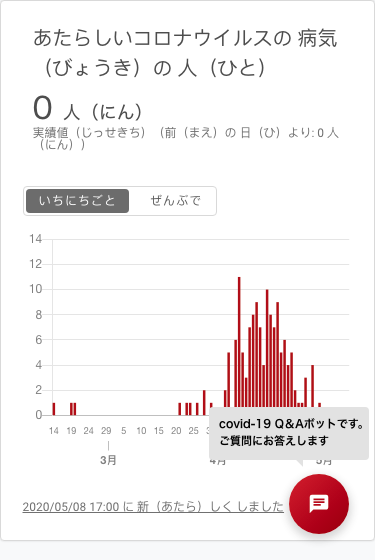 あたらしいコロナウイルスの 病気
（びょうき）の 人（ひと）
0 人（にん）
実績値（じっせきち）（前（まえ）の 日（ひ）より: 0 人
（にん））
いちにちごと ぜんぶで
14
12
10
8
6
4
2
0
14 19 24 29 5 10 15 20 25
3月 4月 5月
covid-19 Q&Aボットです。
ご質問にお答えします
2020/05/08 17:00 に 新（あたら）しく しました